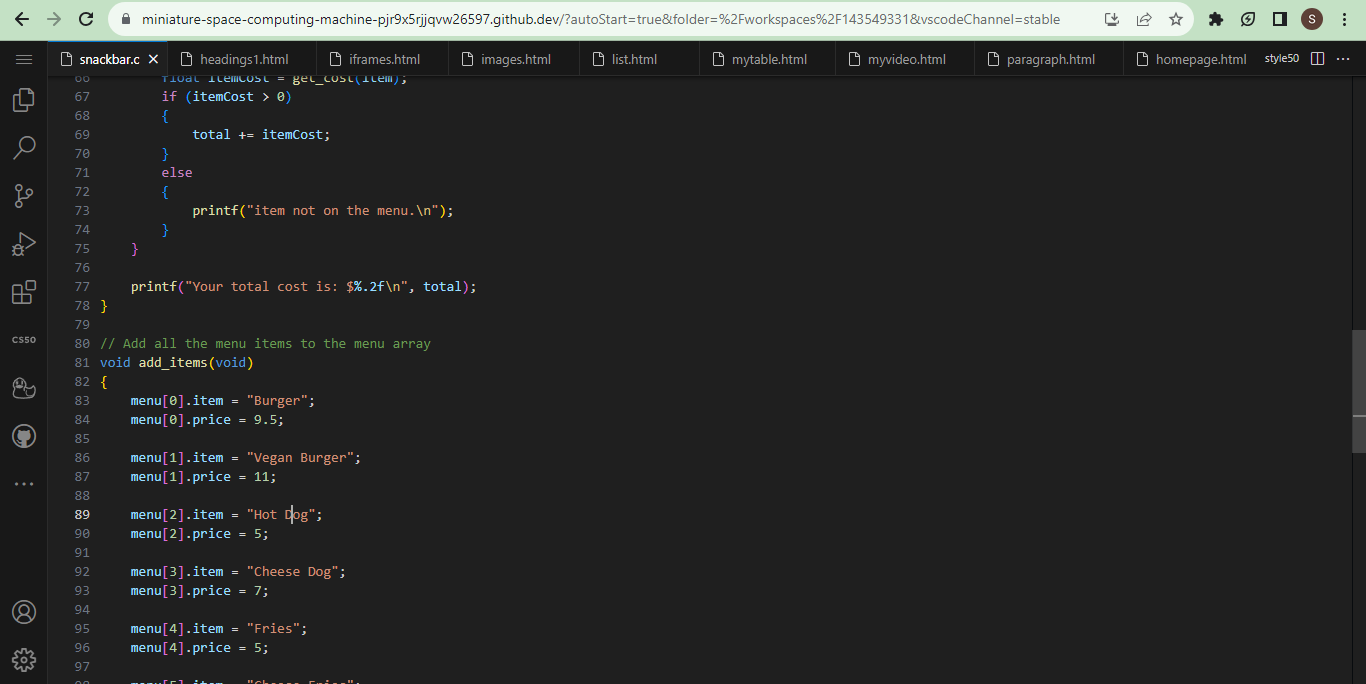 miniature-space-computing-machine-pjr9x5rjjqvw26597.github.dev/?autoStart=true&folder=%2Fworkspaces%2F143549331&vscodeChannel=stable
S
snackbar.c headings1.html iframes.html images.html list.html mytable.html myvideo.html paragraph.html homepage.html style50
66 float itemCost = get_cost(item);
67 if (itemCost > 0)
68 {
69 total += itemCost;
70 }
71 else
72 {
73 printf("item not on the menu.\n");
74 }
75 }
76
77 printf("Your total cost is: $%.2f\n", total);
78 }
79
80 // Add all the menu items to the menu array
81 void add_items(void)
82 {
83 menu[0].item = "Burger";
84 menu[0].price = 9.5;
85
86 menu[1].item = "Vegan Burger";
87 menu[1].price = 11;
88
89 menu[2].item = "Hot Dog";
90 menu[2].price = 5;
91
92 menu[3].item = "Cheese Dog";
93 menu[3].price = 7;
94
95 menu[4].item = "Fries";
96 menu[4].price = 5;
97
98 menu[5].item = "Cheese Fries";
CS50